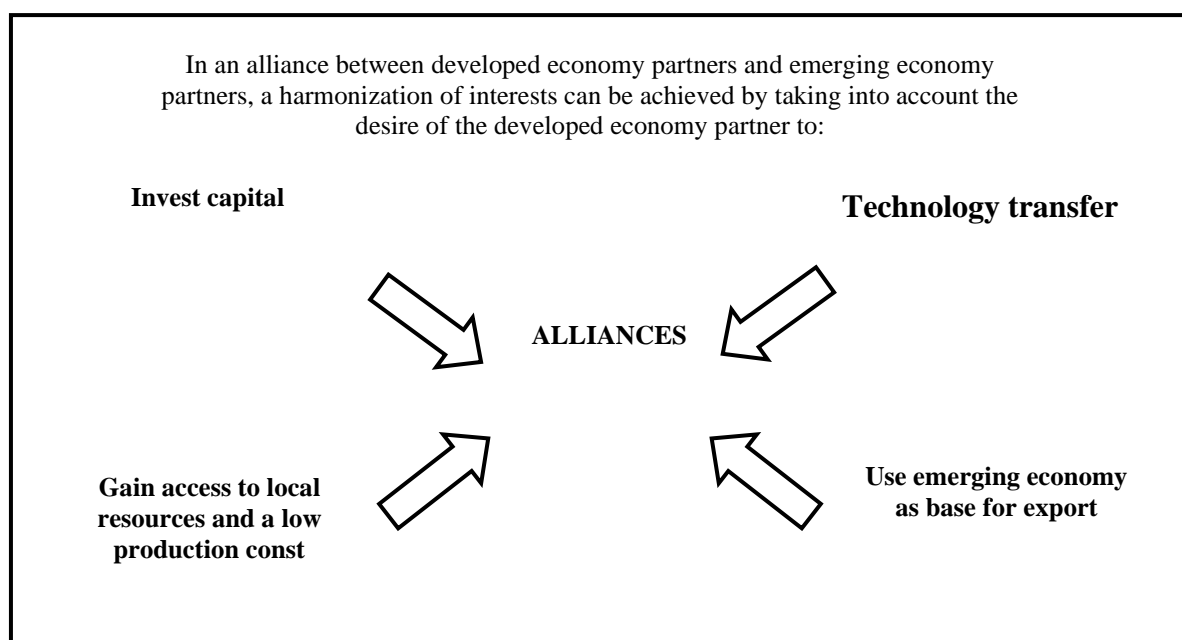 In an alliance between developed economy partners and emerging economy
partners, a harmonization of interests can be achieved by taking into account the
desire of the developed economy partner to:
Invest capital
Technology transfer
ALLIANCES
Gain access to local
resources and a low
production const
Use emerging economy
as base for export